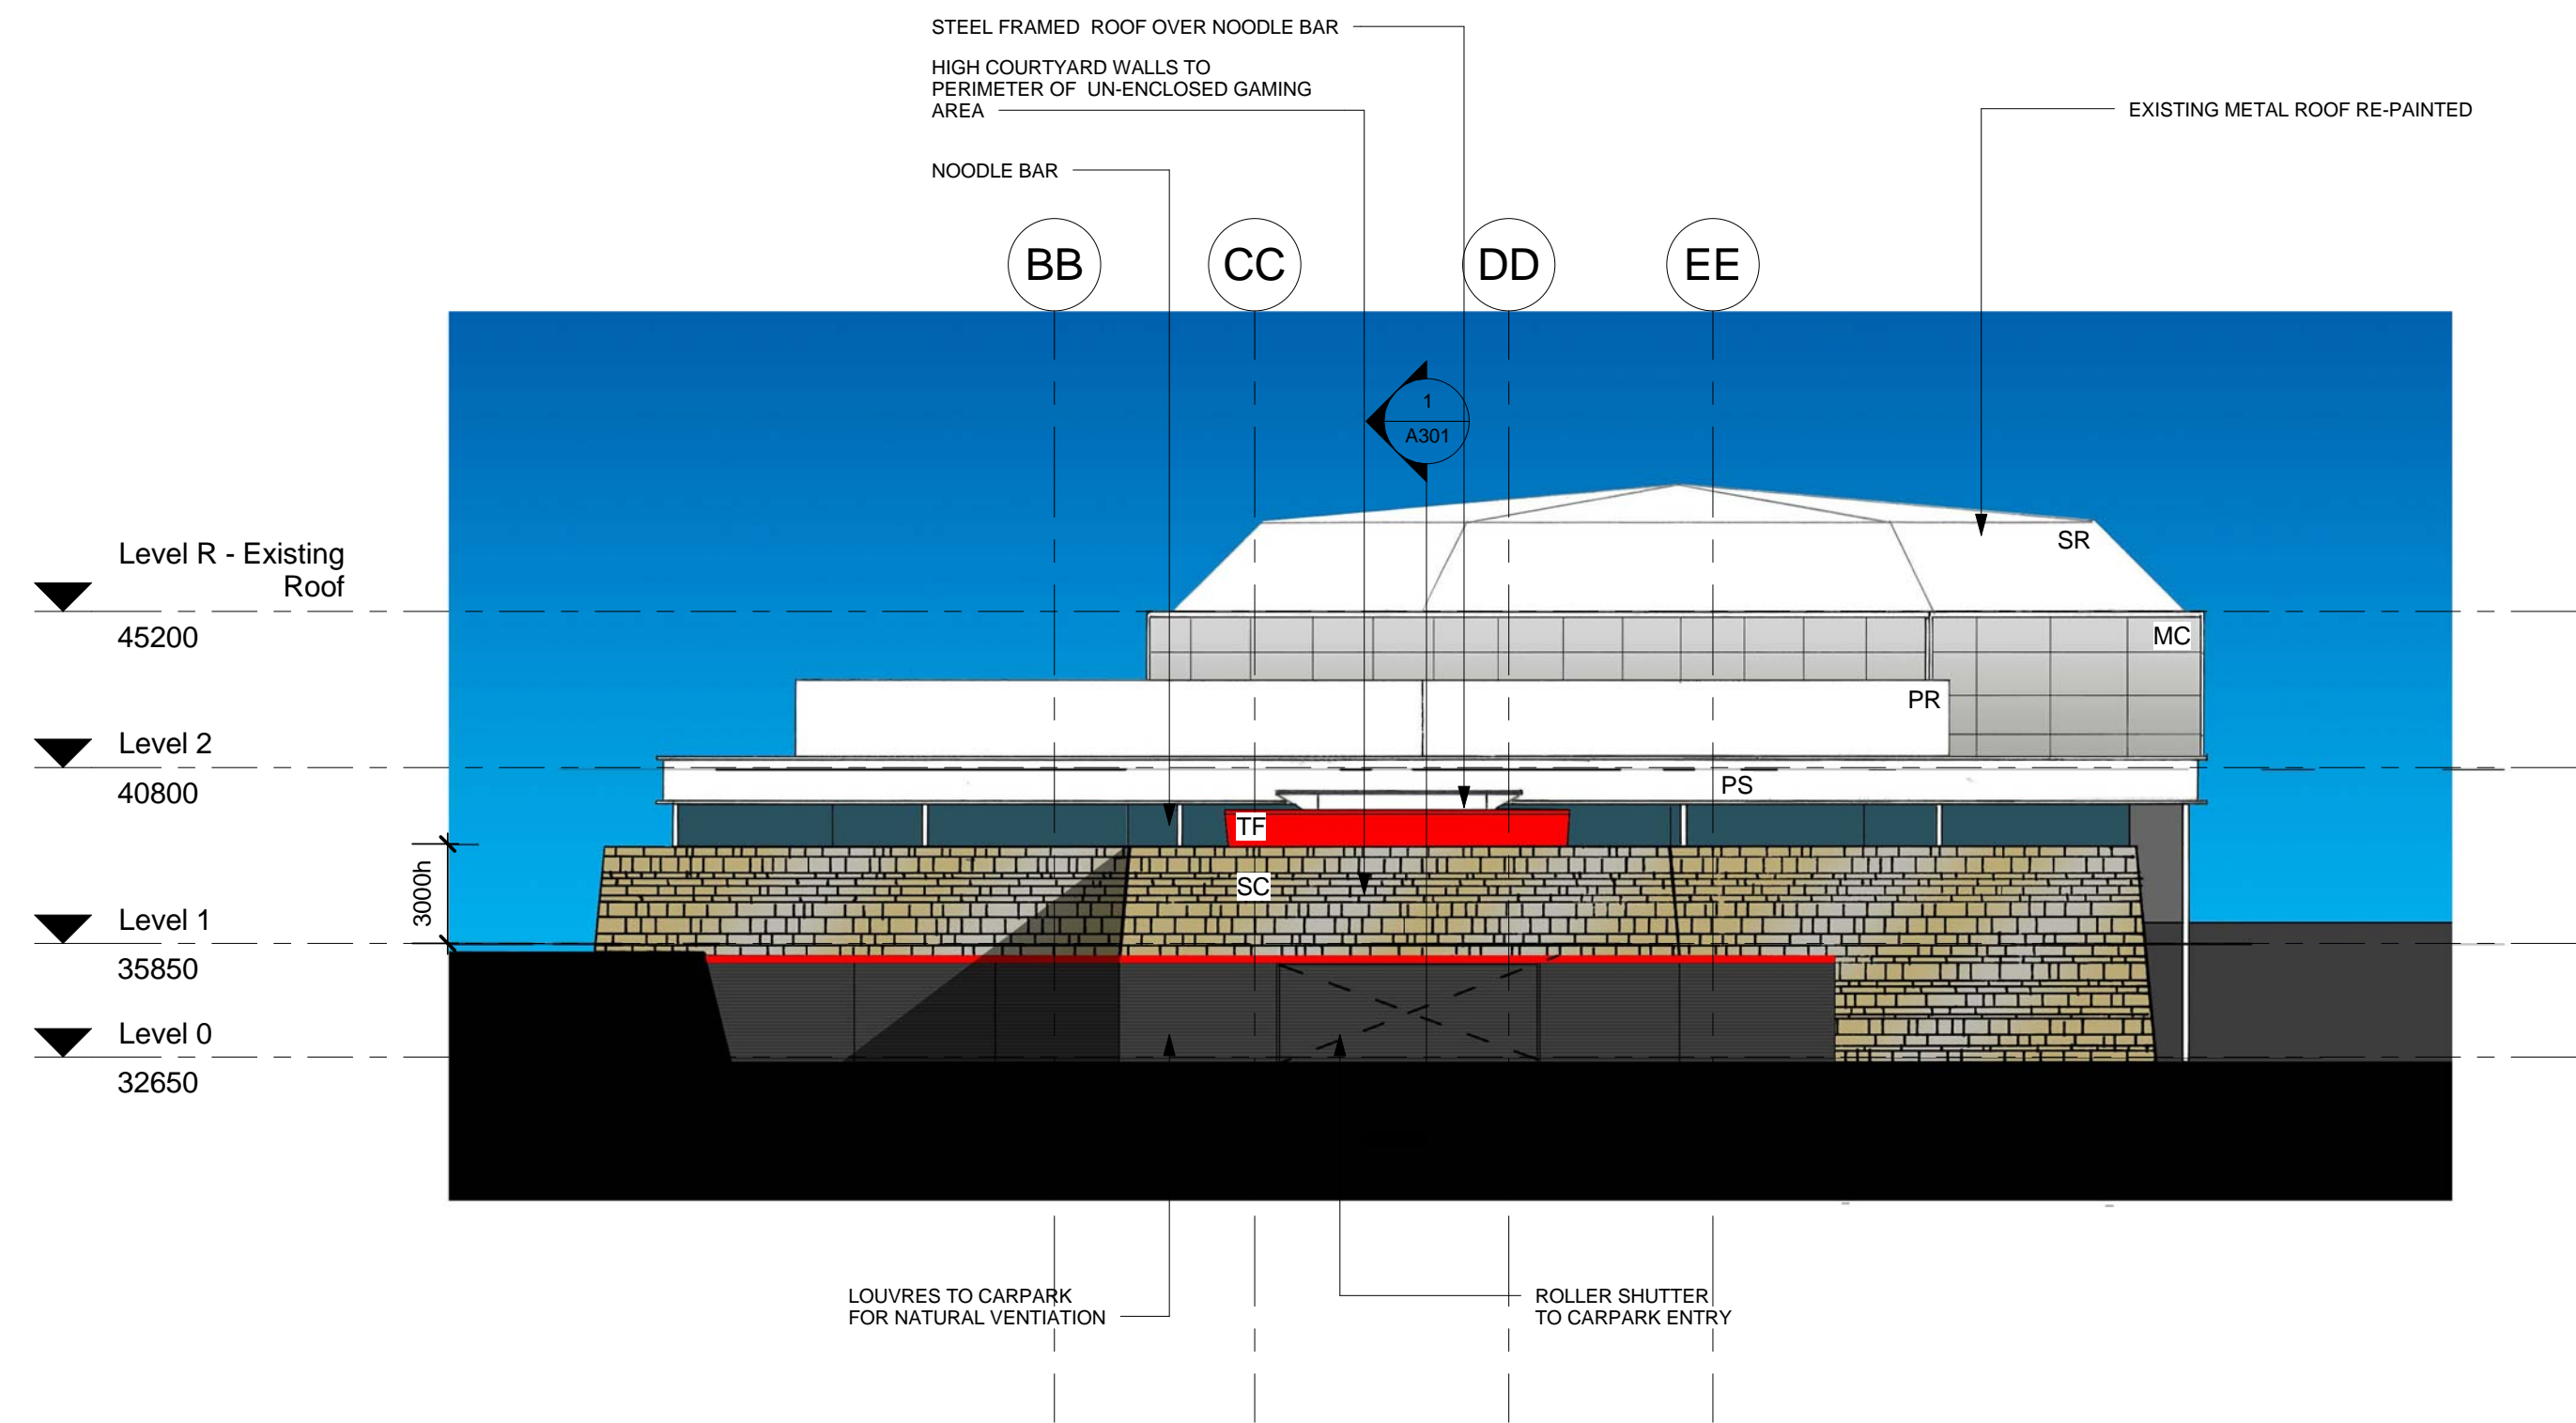 STEEL FRAMED ROOF OVER NOODLE BAR
HIGH COURTYARD WALLS TO
PERIMETER OF UN-ENCLOSED GAMING
AREA
EXISTING METAL ROOF RE-PAINTED
NOODLE BAR
BB
CC
DD
EE
1
A301
Level R - Existing
Roof
45200
SR
MC
PR
Level 2
40800
PS
TF
SC
3000h
Level 1
35850
Level 0
32650
LOUVRES TO CARPARK
FOR NATURAL VENTIATION
ROLLER SHUTTER
TO CARPARK ENTRY